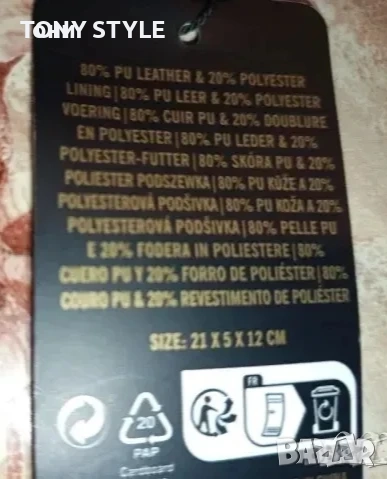 TONY STYLE
80% PU LEATHER & 20% POLYESTER
LINING|80% PU LEER & 20% POLYESTER
VOERING|80% CUIR PU & 20% DOUBLURE
EN POLYESTER|80% PU LEDER & 20%
POLYESTER-FUTTER|80% SKÓRA PU & 20%
POLIESTER PODSZEWKA|80% PU KŮŽE A 20%
POLYESTEROVÁ PODŠIVKA|80% PU KOŽA A 20%
POLYESTEROVÁ PODŠÍVKA|80% PELLE PU
E 20% FODERA IN POLIESTERE|80%
CUERO PU Y 20% FORRO DE POLIÉSTER|80%
COURO PU & 20% REVESTIMENTO DE POLIÉSTER
SIZE: 21 X 5 X 12 CM
FR
20
PAP
Cardboard
BAZAR